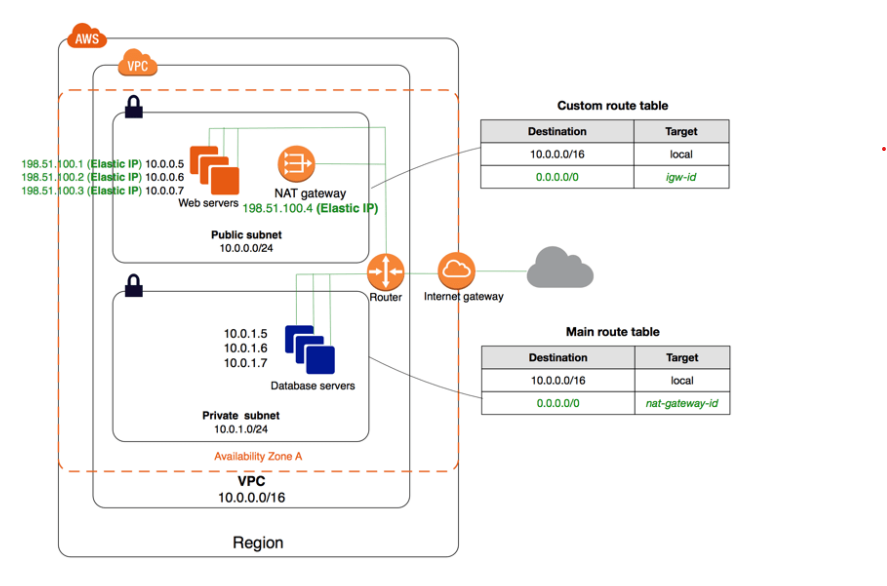 AWS
VPC
198.51.100.1 (Elastic IP) 10.0.0.5
198.51.100.2 (Elastic IP) 10.0.0.6
198.51.100.3 (Elastic IP) 10.0.0.7
Web servers
NAT gateway
198.51.100.4 (Elastic IP)
Public subnet
10.0.0.0/24
Custom route table
Destination Target
10.0.0.0/16 local
0.0.0.0/0 igw-id
Router
Internet gateway
10.0.1.5
10.0.1.6
10.0.1.7
Database servers
Private subnet
10.0.1.0/24
Main route table
Destination Target
10.0.0.0/16 local
0.0.0.0/0 nat-gateway-id
Availability Zone A
VPC
10.0.0.0/16
Region